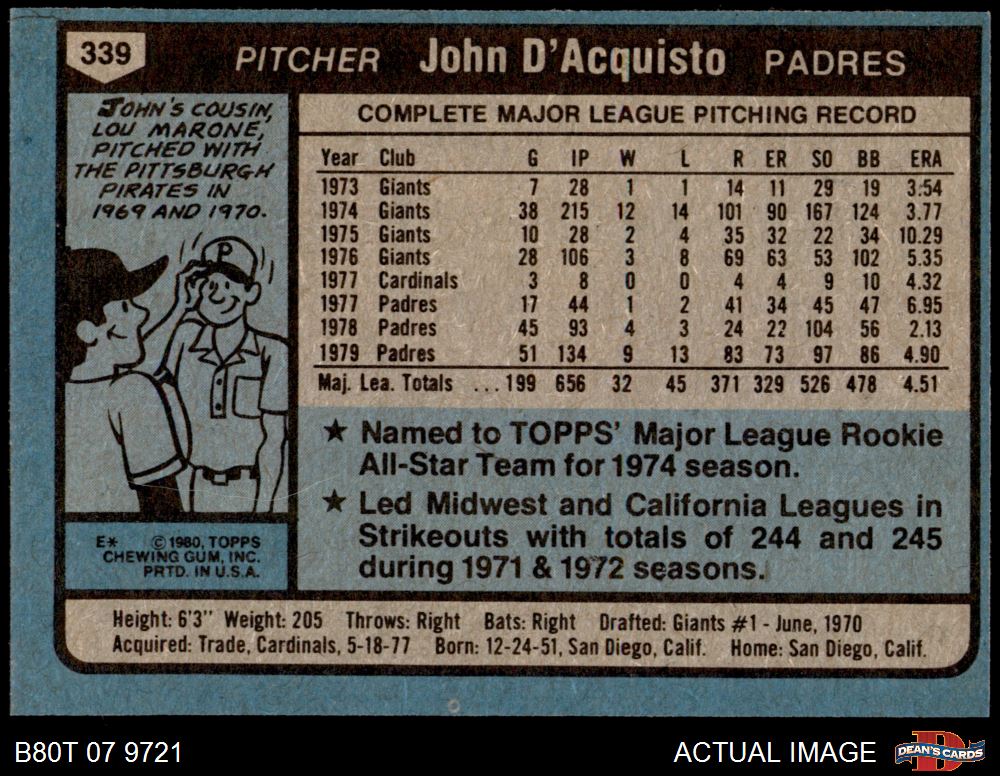 339
PITCHER John D'Acquisto PADRES
JOHN'S COUSIN,
LOU MARONE,
PITCHED WITH
THE PITTSBURGH
PIRATES IN
1969 AND 1970.
P
E* © 1980, TOPPS
CHEWING GUM, INC.
PRTD. IN U.S.A.
COMPLETE MAJOR LEAGUE PITCHING RECORD
Year Club G IP W L R ER SO BB ERA
1973 Giants 7 28 1 1 14 11 29 19 3.54
1974 Giants 38 215 12 14 101 90 167 124 3.77
1975 Giants 10 28 2 4 35 32 22 34 10.29
1976 Giants 28 106 3 8 69 63 53 102 5.35
1977 Cardinals 3 8 0 0 4 4 9 10 4.32
1977 Padres 17 44 1 2 41 34 45 47 6.95
1978 Padres 45 93 4 3 24 22 104 56 2.13
1979 Padres 51 134 9 13 83 73 97 86 4.90
Maj. Lea. Totals ... 199 656 32 45 371 329 526 478 4.51
★ Named to TOPPS' Major League Rookie
All-Star Team for 1974 season.
★ Led Midwest and California Leagues in
Strikeouts with totals of 244 and 245
during 1971 & 1972 seasons.
Height: 6'3" Weight: 205 Throws: Right Bats: Right Drafted: Giants #1 - June, 1970
Acquired: Trade, Cardinals, 5-18-77 Born: 12-24-51, San Diego, Calif. Home: San Diego, Calif.
B80T 07 9721 ACTUAL IMAGE DEAN'S CARDS